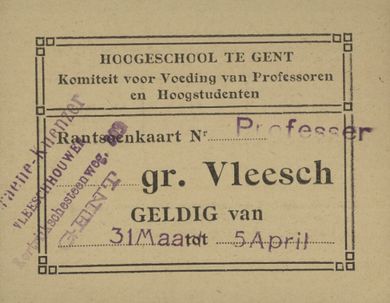 HOOGESCHOOL TE GENT
Komiteit voor Voeding van Professoren
en Hoogstudenten
Rantsoenkaart Nr Professer
gr. Vleesch
GELDIG van
31 Maart tot 5 April
VLEESCHHOUWER
GENT